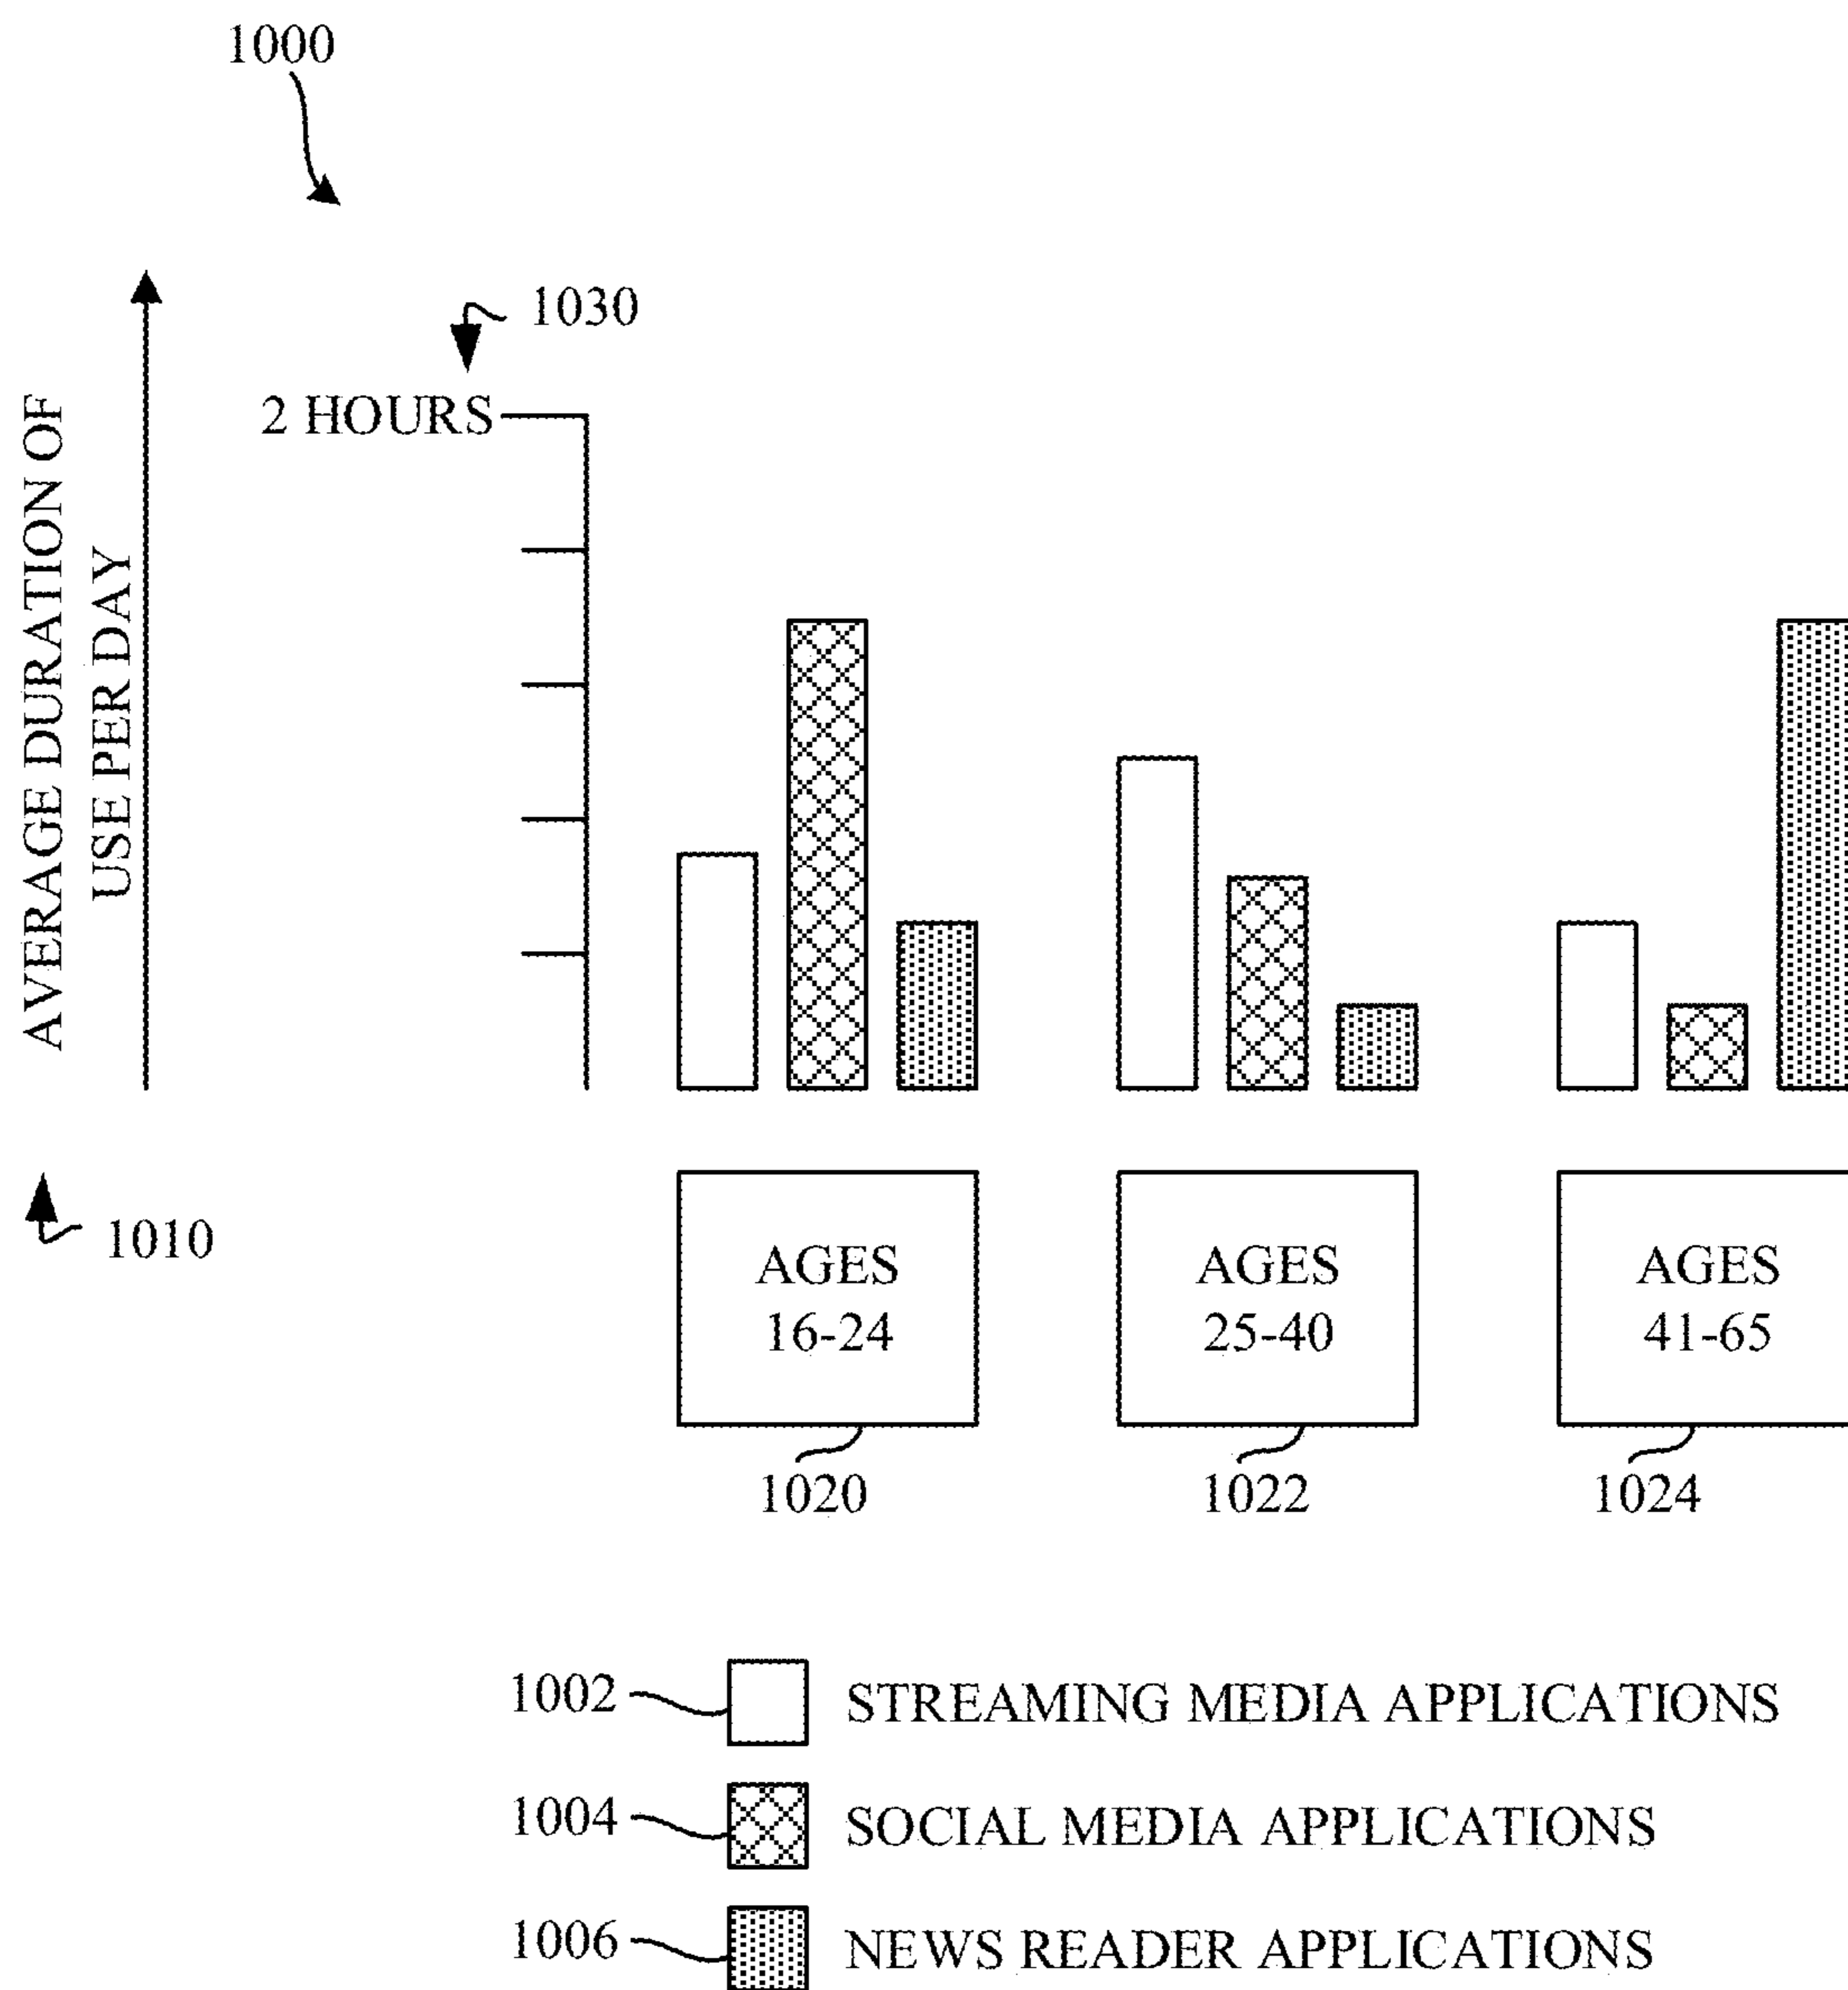 1000
1030
2 HOURS
AVERAGE DURATION OF
USE PER DAY
1010
AGES
16-24
AGES
25-40
AGES
41-65
1020
1022
1024
1002
STREAMING MEDIA APPLICATIONS
1004
SOCIAL MEDIA APPLICATIONS
1006
NEWS READER APPLICATIONS